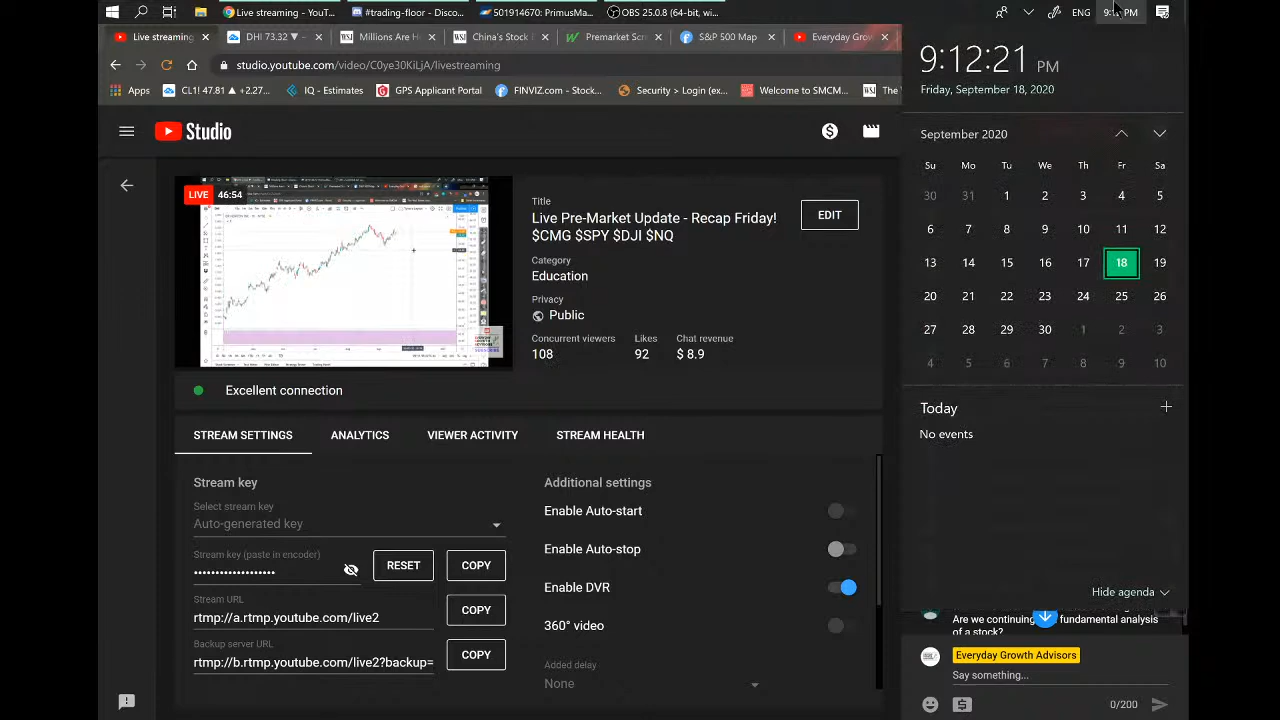 Live streaming - YouT...
#trading-floor - Disco...
501914670: PrimusMa...
OBS 25.0.8 (64-bit, wi...
ENG
Live streaming
DHI 73.32 ▼ –
Millions Are H
China's Stock
Premarket Scr
S&P 500 Map
Everyday Grow
studio.youtube.com/video/C0ye30KiLjA/livestreaming
Apps
CL1! 47.81 ▲ +2.27...
IQ - Estimates
GPS Applicant Portal
FINVIZ.com - Stock...
Security > Login (ex...
Welcome to SHCM...
The V
9:12:21 PM
Friday, September 18, 2020
Studio
September 2020
Su Mo Tu We Th Fr Sa
30 31 1 2 3 4 5
6 7 8 9 10 11 12
13 14 15 16 17 18 19
20 21 22 23 24 25 26
27 28 29 30 1 2 3
4 5 6 7 8 9 10
LIVE 46:54
Title
Live Pre-Market Update - Recap Friday!
$CMG $SPY $DJI $NQ
EDIT
Category
Education
Privacy
Public
Concurrent viewers Likes Chat revenue
108 92 $ 8.9
Excellent connection
Today
No events
STREAM SETTINGS ANALYTICS VIEWER ACTIVITY STREAM HEALTH
Stream key
Select stream key
Auto-generated key
Stream key (paste in encoder)
••••••••••••••••••
RESET
COPY
Stream URL
rtmp://a.rtmp.youtube.com/live2
COPY
Backup server URL
rtmp://b.rtmp.youtube.com/live2?backup=
COPY
Additional settings
Enable Auto-start
Enable Auto-stop
Enable DVR
360° video
Added delay
None
Hide agenda
Are we continuing fundamental analysis
of a stock?
Everyday Growth Advisors
Say something...
0/200